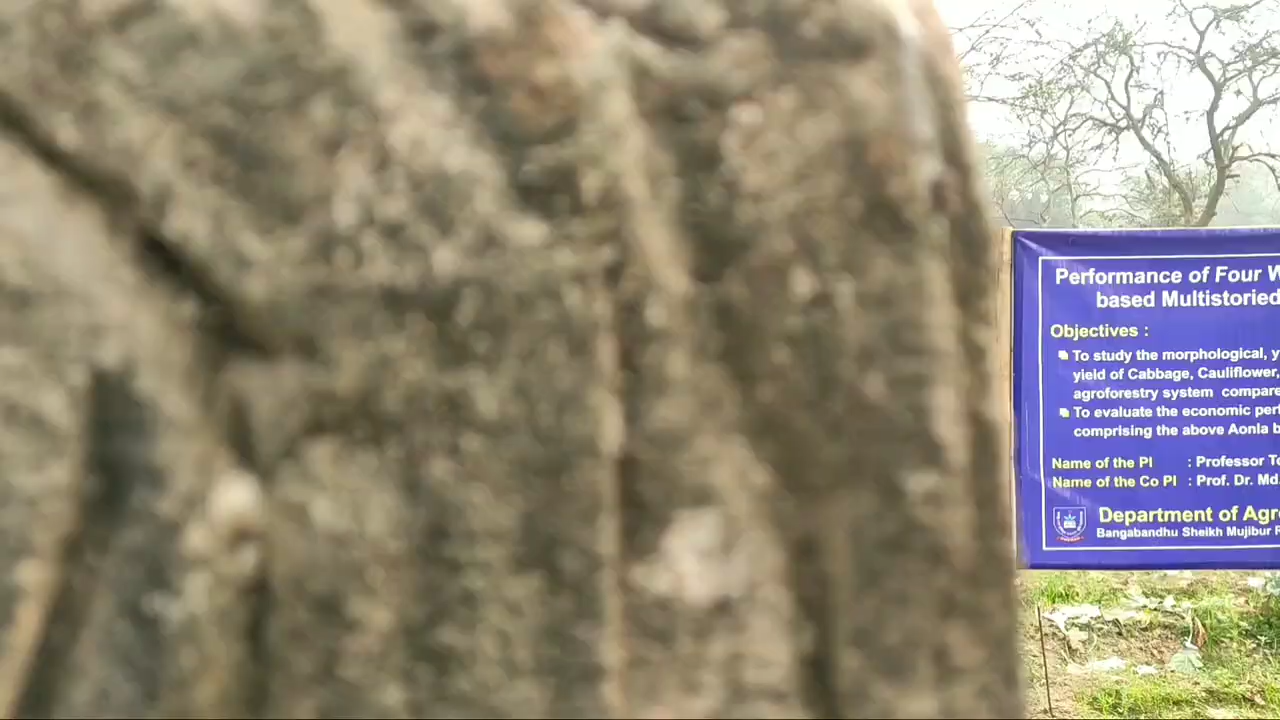 Performance of Four
based Multistoried
Objectives :
To study the morphological,
yield of Cabbage, Cauliflower,
agroforestry system compare
To evaluate the economic
comprising the above Aonla
Name of the PI : Professor
Name of the Co PI : Prof. Dr. Md.
Department of
Bangabandhu Sheikh Mujibur